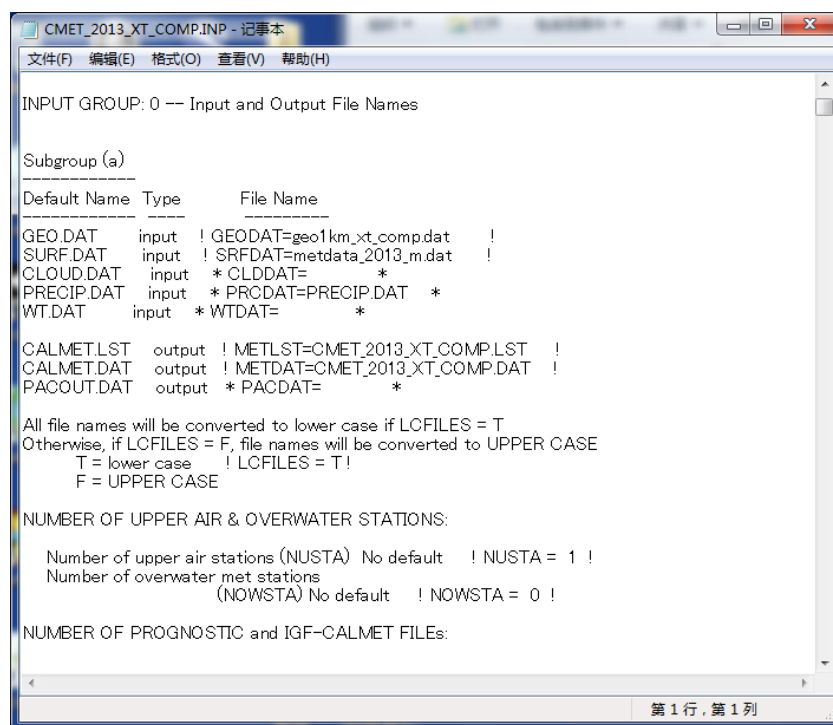 CMET_2013_XT_COMP.INP - 记事本
文件(F) 编辑(E) 格式(O) 查看(V) 帮助(H)
INPUT GROUP: 0 -- Input and Output File Names
Subgroup (a)
------------
Default Name Type File Name
------------ ---- ---------
GEO.DAT input ! GEODAT=geo1km_xt_comp.dat !
SURF.DAT input ! SRFDAT=metdata_2013_m.dat !
CLOUD.DAT input * CLDDAT= *
PRECIP.DAT input * PRCDAT=PRECIP.DAT *
WT.DAT input * WTDAT= *
CALMET.LST output ! METLST=CMET_2013_XT_COMP.LST !
CALMET.DAT output ! METDAT=CMET_2013_XT_COMP.DAT !
PACOUT.DAT output * PACDAT= *
All file names will be converted to lower case if LCFILES = T
Otherwise, if LCFILES = F, file names will be converted to UPPER CASE
T = lower case ! LCFILES = T !
F = UPPER CASE
NUMBER OF UPPER AIR & OVERWATER STATIONS:
Number of upper air stations (NUSTA) No default ! NUSTA = 1 !
Number of overwater met stations
(NOWSTA) No default ! NOWSTA = 0 !
NUMBER OF PROGNOSTIC and IGF-CALMET FILEs:
第 1 行 , 第 1 列